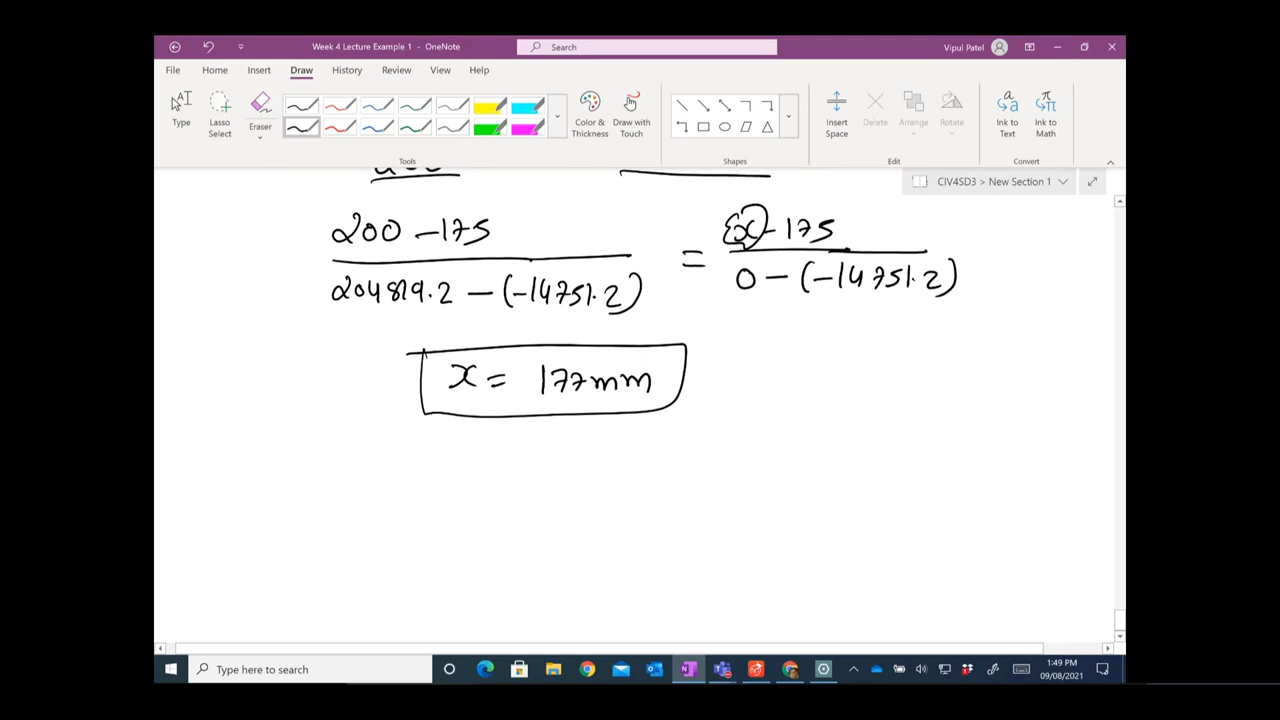 Week 4 Lecture Example 1 - OneNote
Search
Vipul Patel
File Home Insert Draw History Review View Help
Type
Lasso Select
Eraser
Color & Thickness
Draw with Touch
Insert Space
Delete
Arrange
Rotate
Ink to Text
Ink to Math
Tools
Shapes
Edit
Convert
CIV4SD3 > New Section 1
200 - 175
204819.2 - (-14751.2)
=
x - 175
0 - (-14751.2)
x = 177mm
Type here to search
1:49 PM
09/08/2021